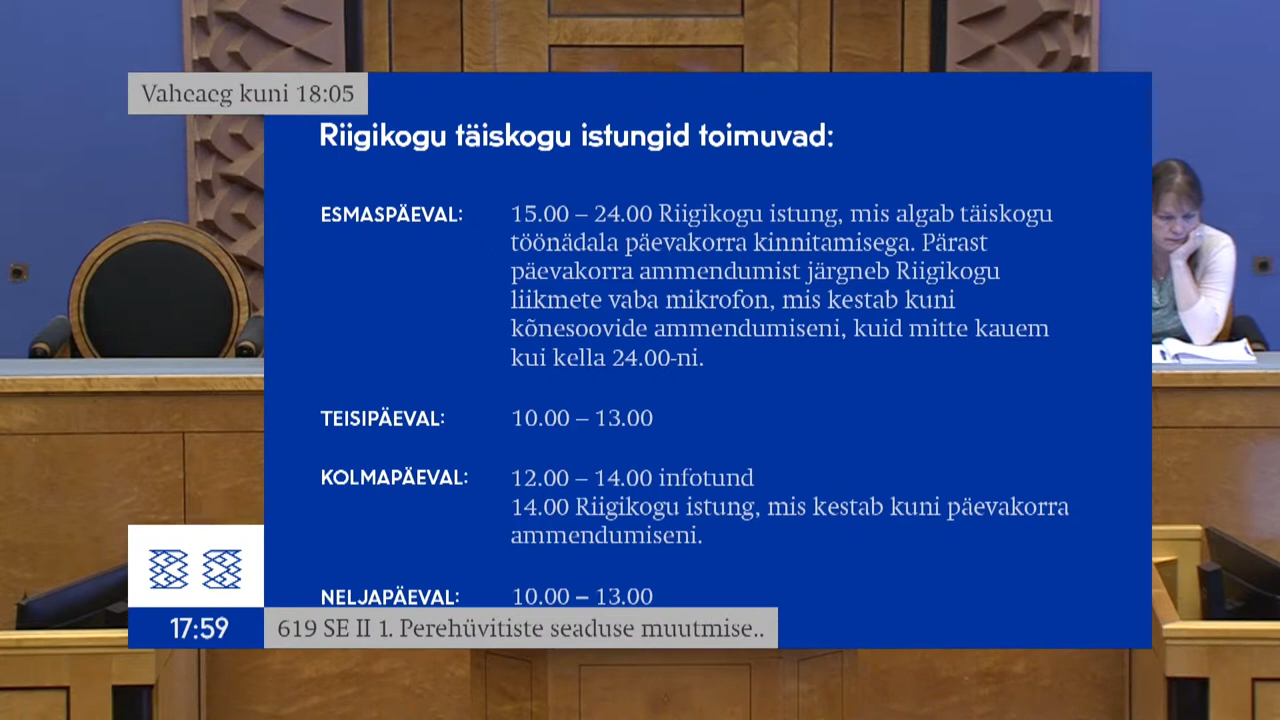 Vaheaeg kuni 18:05
Riigikogu täiskogu istungid toimuvad:
ESMASPÄEVAL:
15.00 – 24.00 Riigikogu istung, mis algab täiskogu
töönädala päevakorra kinnitamisega. Pärast
päevakorra ammendumist järgneb Riigikogu
liikmete vaba mikrofon, mis kestab kuni
kõnesoovide ammendumiseni, kuid mitte kauem
kui kella 24.00-ni.
TEISIPÄEVAL:
10.00 – 13.00
KOLMAPÄEVAL:
12.00 – 14.00 infotund
14.00 Riigikogu istung, mis kestab kuni päevakorra
ammendumiseni.
NELJAPÄEVAL:
10.00 – 13.00
17:59
619 SE II 1. Perehüvitiste seaduse muutmise..